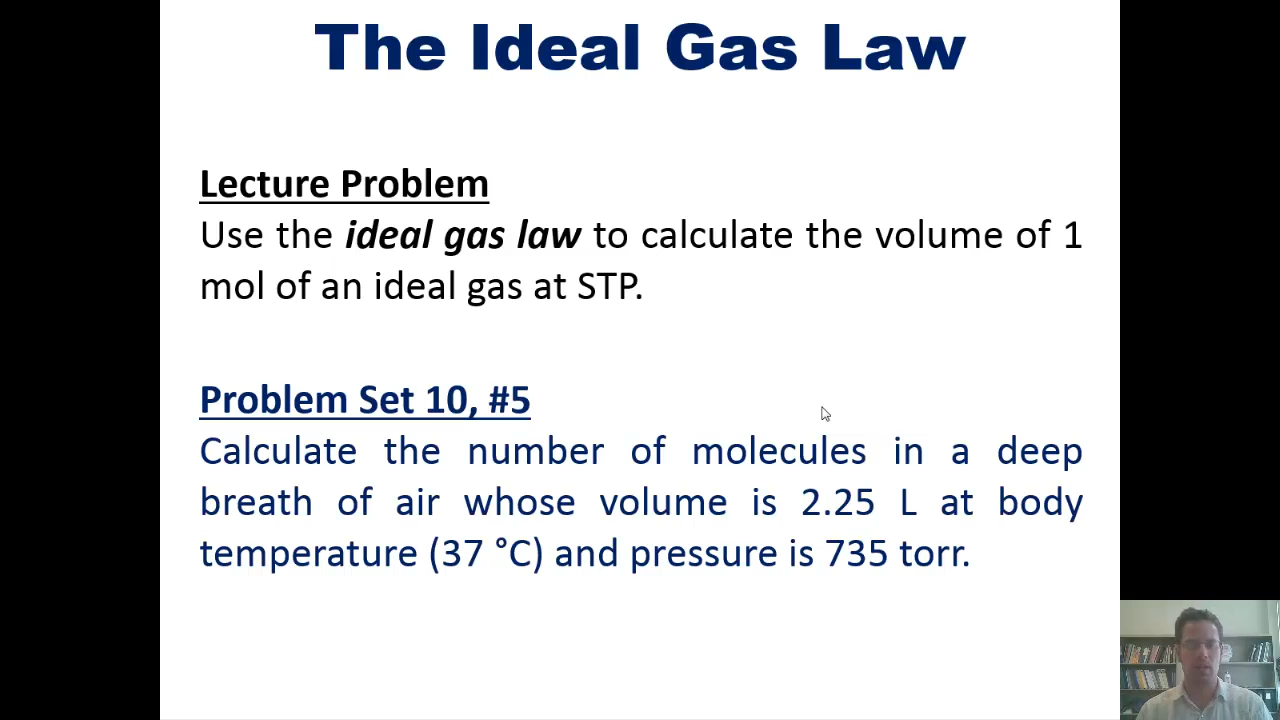 The Ideal Gas Law
Lecture Problem
Use the ideal gas law to calculate the volume of 1
mol of an ideal gas at STP.
Problem Set 10, #5
Calculate the number of molecules in a deep
breath of air whose volume is 2.25 L at body
temperature (37 °C) and pressure is 735 torr.